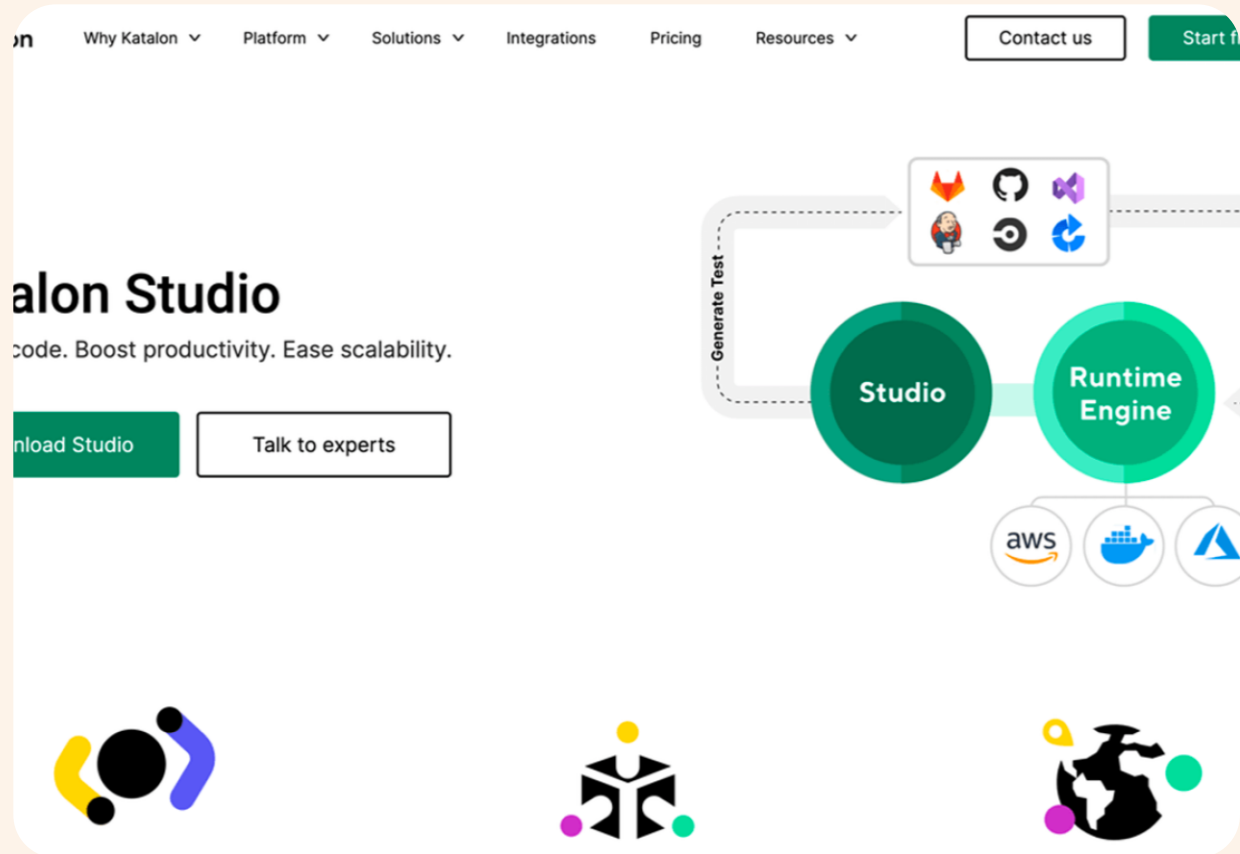 on Why Katalon Platform Solutions Integrations Pricing Resources Contact us Start f
Generate Test
alon Studio
code. Boost productivity. Ease scalability.
nload Studio Talk to experts
Studio
Runtime
Engine
aws